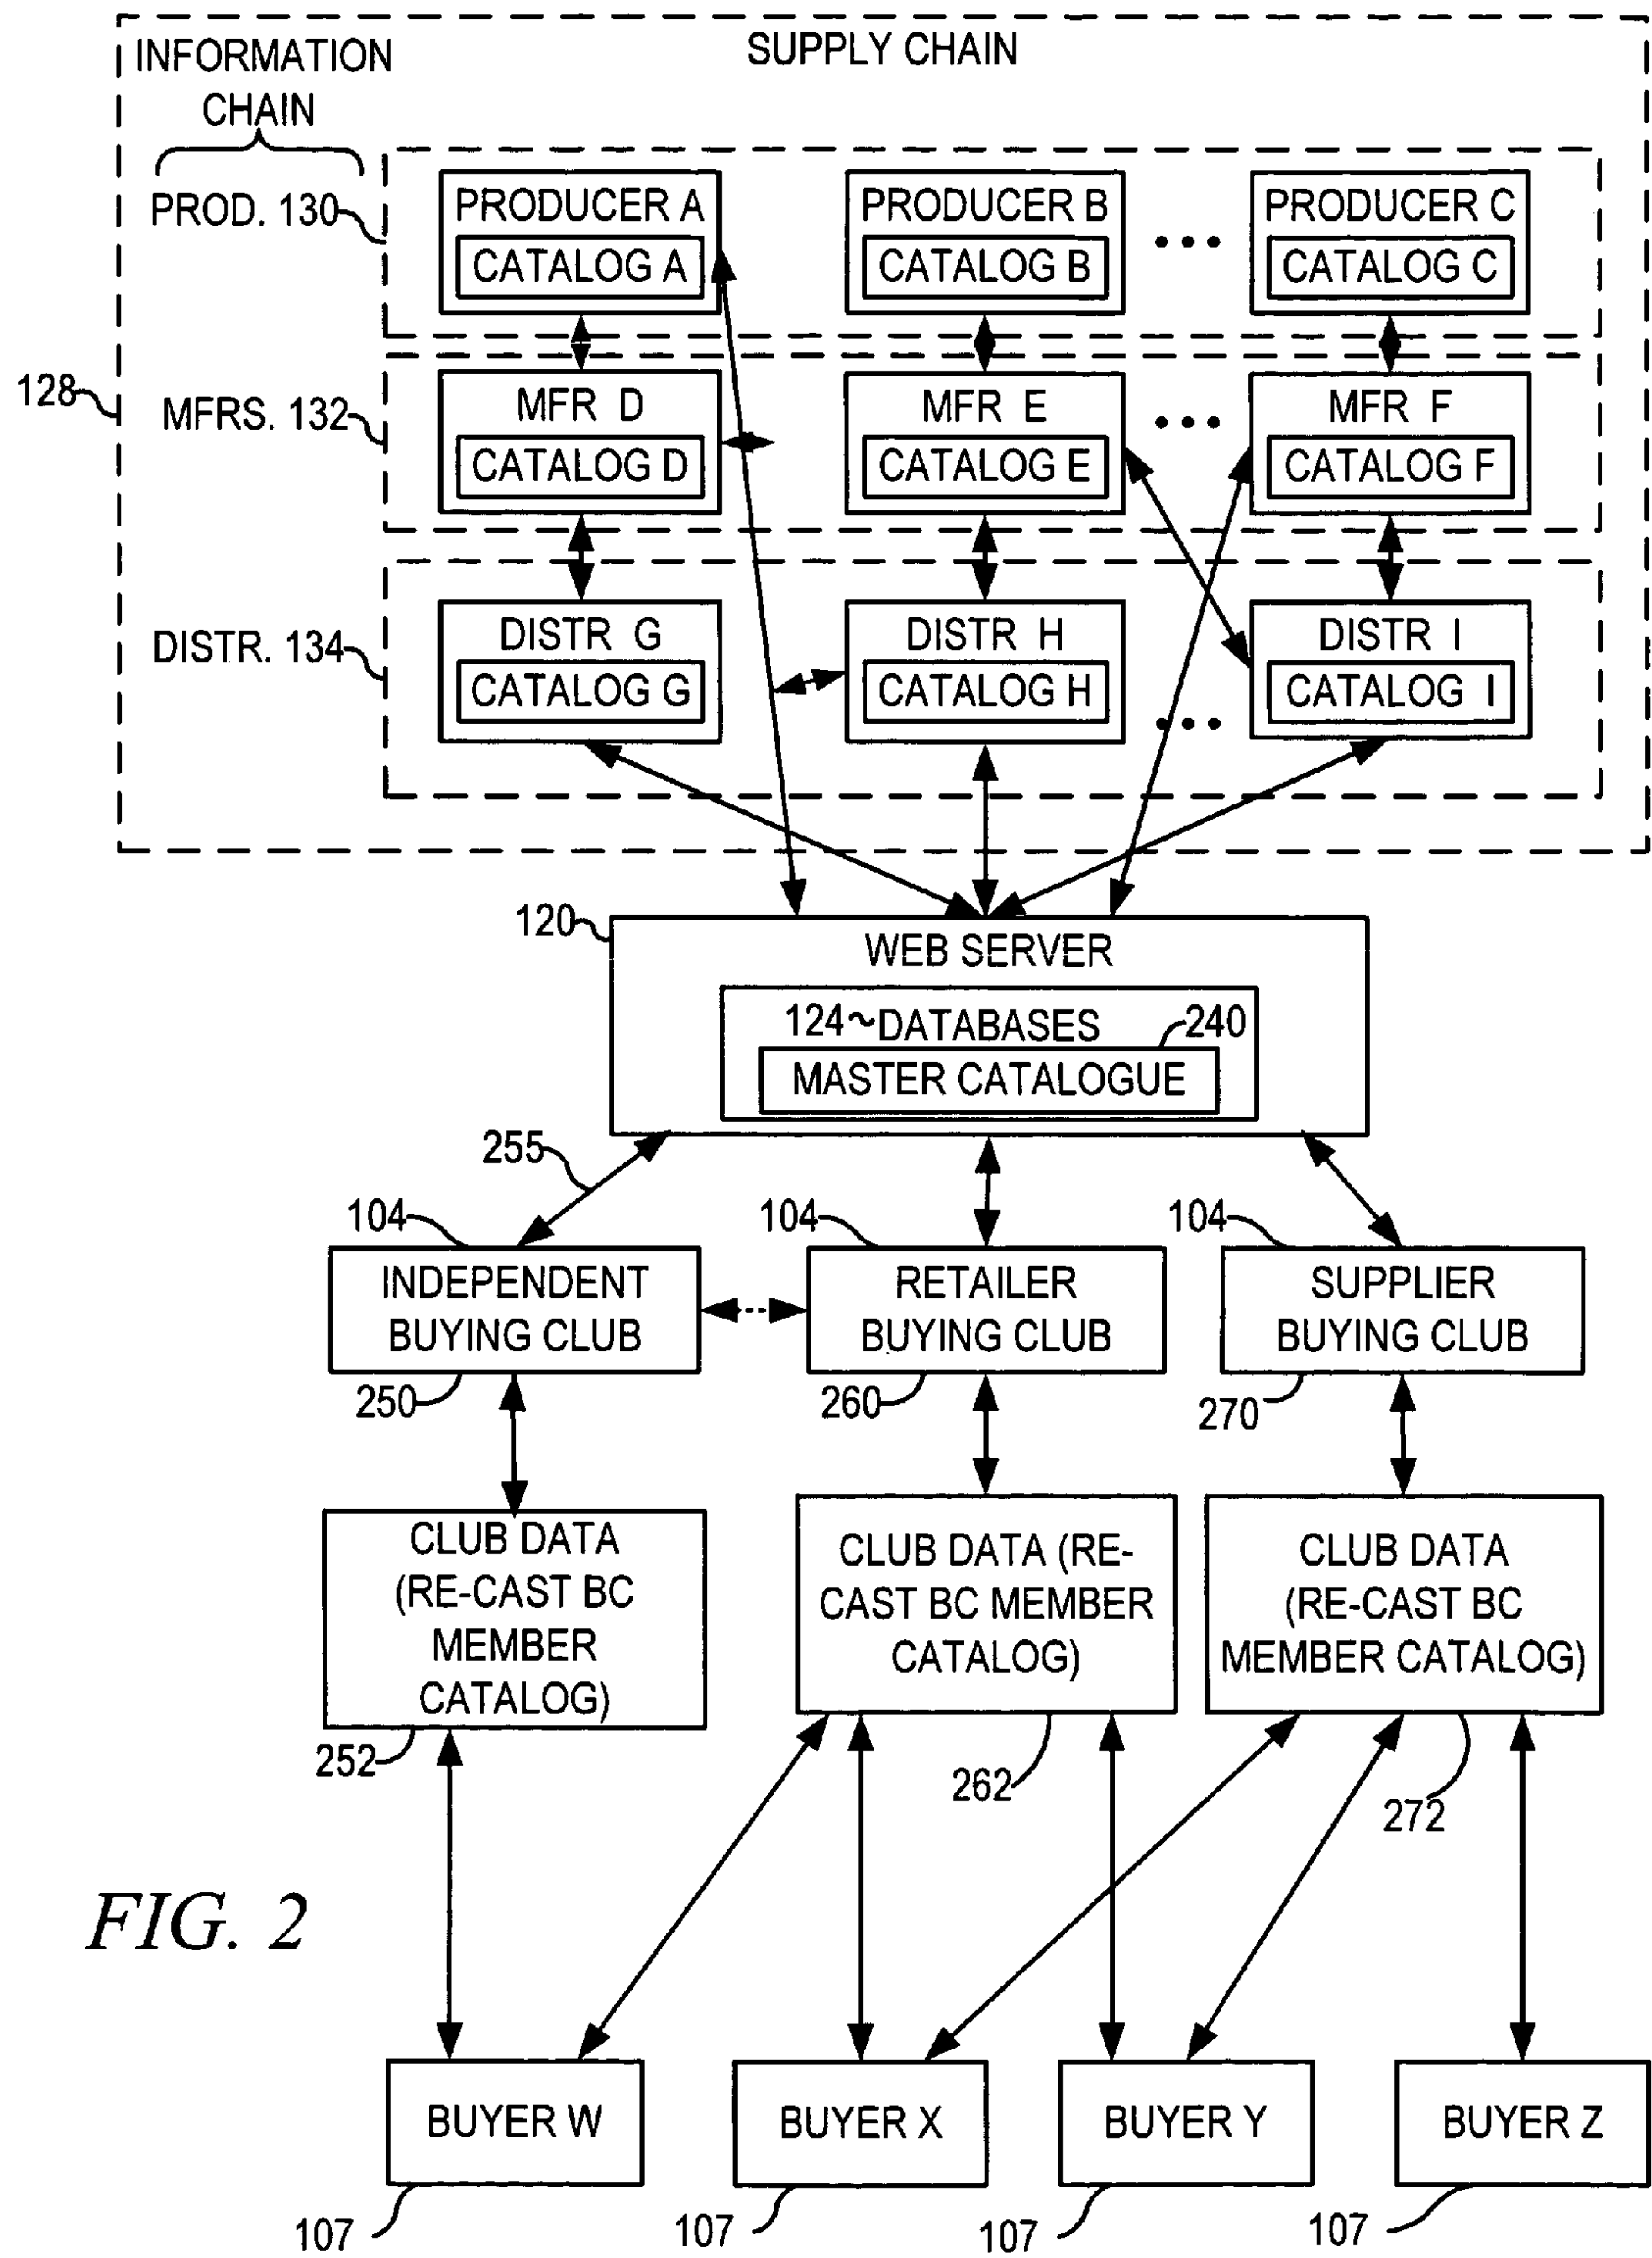 INFORMATION
CHAIN
SUPPLY CHAIN
PROD. 130
PRODUCER A
CATALOG A
PRODUCER B
CATALOG B
•••
PRODUCER C
CATALOG C
128
MFRS. 132
MFR D
CATALOG D
MFR E
CATALOG E
•••
MFR F
CATALOG F
DISTR. 134
DISTR G
CATALOG G
DISTR H
CATALOG H
•••
DISTR I
CATALOG I
120
WEB SERVER
124~DATABASES
240
MASTER CATALOGUE
255
104
104
104
INDEPENDENT
BUYING CLUB
RETAILER
BUYING CLUB
SUPPLIER
BUYING CLUB
250
260
270
CLUB DATA
(RE-CAST BC
MEMBER
CATALOG)
CLUB DATA (RE-
CAST BC MEMBER
CATALOG)
CLUB DATA
(RE-CAST BC
MEMBER CATALOG)
252
262
272
FIG. 2
BUYER W
BUYER X
BUYER Y
BUYER Z
107
107
107
107